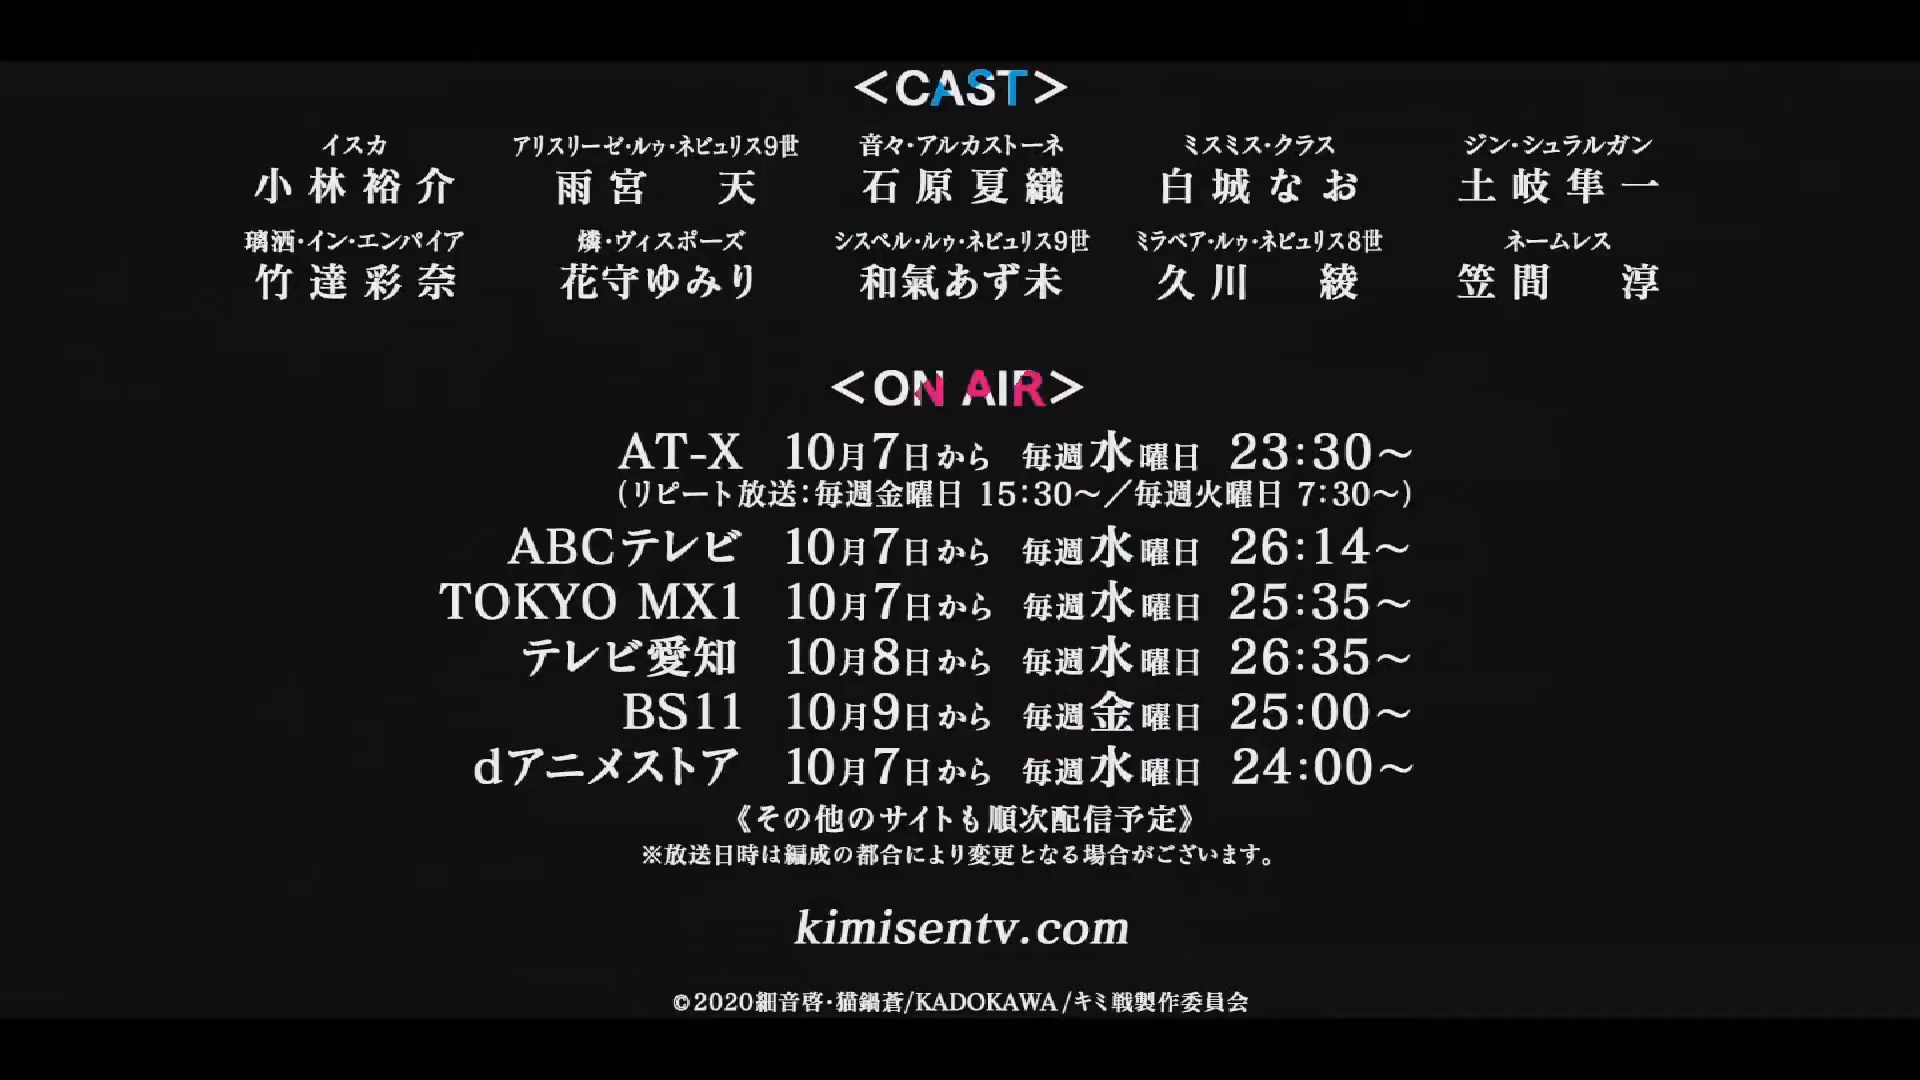 <CAST>
イスカ アリスリーゼ・ルゥ・ネビュリス9世 音々・アルカストーネ ミスミス・クラス ジン・シュラルガン
小林裕介 雨宮 天 石原夏織 白城なお 土岐隼一
璃洒・イン・エンパイア 燐・ヴィスポーズ シスベル・ルゥ・ネビュリス9世 ミラベア・ルゥ・ネビュリス8世 ネームレス
竹達彩奈 花守ゆみり 和氣あず未 久川 綾 笠間 淳
<ON AIR>
AT-X 10月7日から 毎週水曜日 23:30～
(リピート放送:毎週金曜日 15:30～／毎週火曜日 7:30～)
ABCテレビ 10月7日から 毎週水曜日 26:14～
TOKYO MX1 10月7日から 毎週水曜日 25:35～
テレビ愛知 10月8日から 毎週水曜日 26:35～
BS11 10月9日から 毎週金曜日 25:00～
dアニメストア 10月7日から 毎週水曜日 24:00～
《その他のサイトも順次配信予定》
※放送日時は編成の都合により変更となる場合がございます。
kimisentv.com
©2020細音啓・猫鍋蒼/KADOKAWA/キミ戦製作委員会